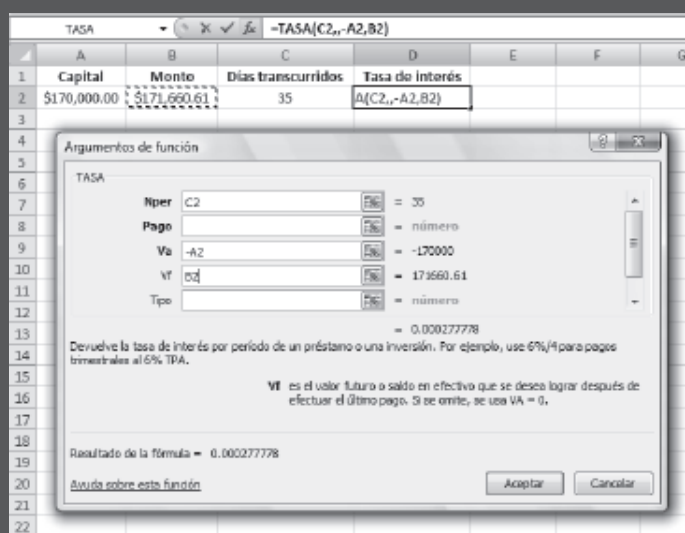 TASA =TASA(C2,,-A2,B2)
A B C D E F G
1 Capital Monto Días transcurridos Tasa de interés
2 $170,000.00 $171,660.61 35 A(C2,,-A2,B2)
3
4
5
6
7
8
9
10
11
12
13
14
15
16
17
18
19
20
21
22
Argumentos de función
TASA
Nper C2 = 35
Pago = número
Va -A2 = -170000
Vf B2 = 171660.61
Tipo = número
= 0.000277778
Devuelve la tasa de interés por período de un préstamo o una inversión. Por ejemplo, use 6%/4 para pagos
trimestrales al 6% TPA.
Vf es el valor futuro o saldo en efectivo que se desea lograr después de
efectuar el último pago. Si se omite, se usa VA = 0.
Resultado de la fórmula = 0.000277778
Ayuda sobre esta función Aceptar Cancelar